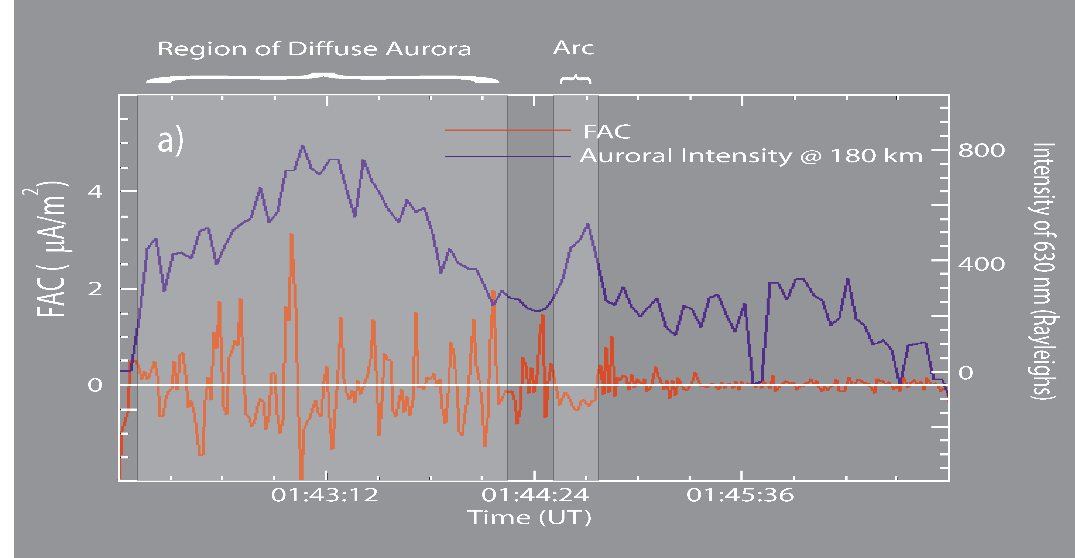 Region of Diffuse Aurora
Arc
a)
FAC
Auroral Intensity @ 180 km
FAC ( μA/m²)
4
2
0
800
400
0
Intensity of 630 nm (Rayleighs)
01:43:12
01:44:24
01:45:36
Time (UT)